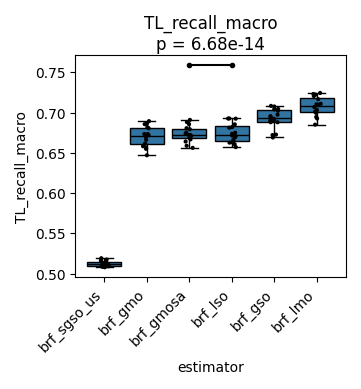 TL_recall_macro
p = 6.68e-14
TL_recall_macro
0.75
0.70
0.65
0.60
0.55
0.50
brf_sgso_us
brf_gmo
brf_gmosa
brf_lso
brf_gso
brf_lmo
estimator